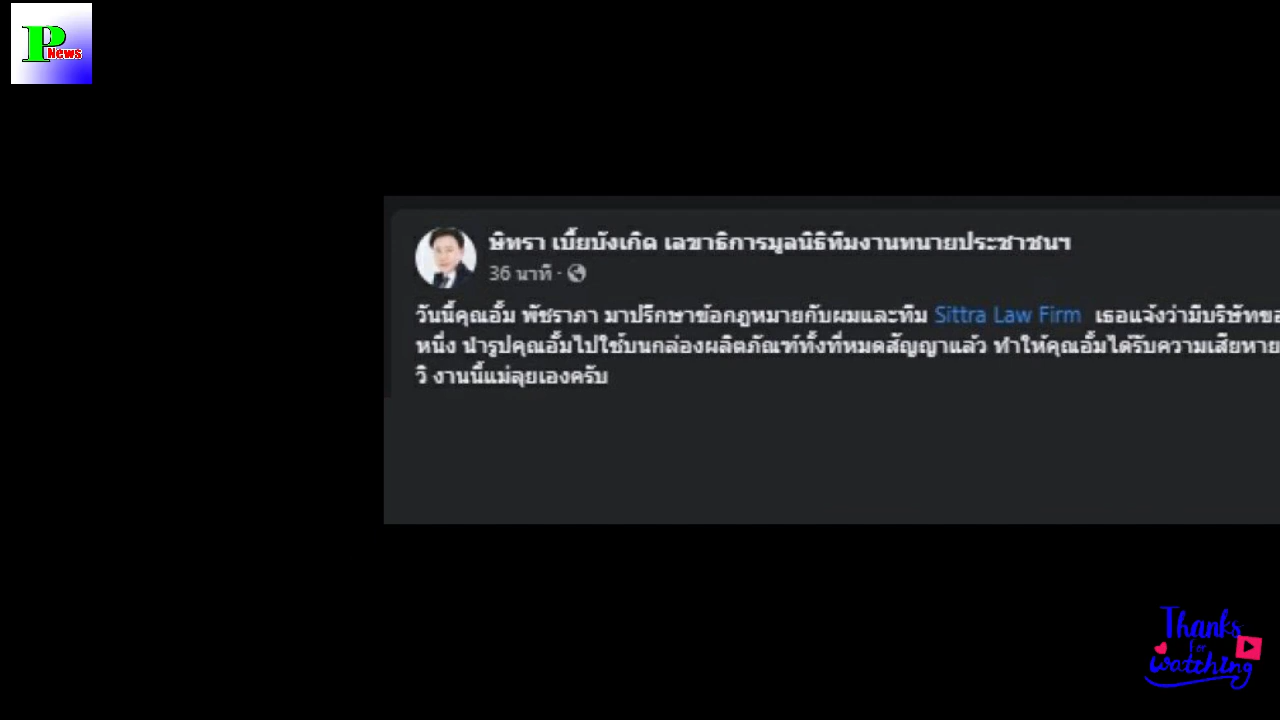 P
News
ษิทรา เบี้ยบังเกิด เลขาธิการมูลนิธิทีมงานทนายประชาชนฯ
36 นาที ·
วันนี้คุณอั้ม พัชราภา มาปรึกษาข้อกฎหมายกับผมและทีม Sittra Law Firm เธอแจ้งว่ามีบริษัทขอ
หนึ่ง นำรูปคุณอั้มไปใช้บนกล่องผลิตภัณฑ์ทั้งที่หมดสัญญาแล้ว ทำให้คุณอั้มได้รับความเสียหาย
วิ งานนี้แม่ลุยเองครับ
Thanks
for
watching